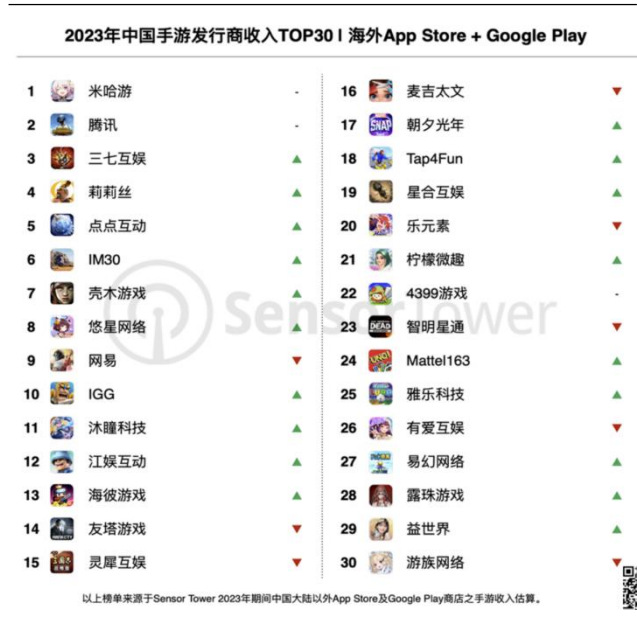 2023年中国手游发行商收入TOP30 | 海外App Store + Google Play
1 米哈游 -
2 腾讯 -
3 三七互娱 ▲
4 莉莉丝 ▲
5 点点互动 ▲
6 IM30 ▲
7 壳木游戏 ▲
8 悠星网络 ▲
9 网易 ▼
10 IGG ▲
11 沐瞳科技 ▲
12 江娱互动 ▲
13 海彼游戏 ▲
14 友塔游戏 ▼
15 灵犀互娱 ▼
16 麦吉太文 ▼
17 SNAP 朝夕光年 ▲
18 Tap4Fun ▲
19 星合互娱 ▲
20 乐元素 ▼
21 柠檬微趣 ▲
22 4399游戏 -
23 DEAD 智明星通 ▼
24 UNO Mattel163 ▲
25 雅乐科技 ▲
26 有爱互娱 ▼
27 易幻网络 ▲
28 露珠游戏 ▲
29 益世界 ▲
30 游族网络 ▼
SensorTower
以上榜单来源于Sensor Tower 2023年期间中国大陆以外App Store及Google Play商店之手游收入估算。